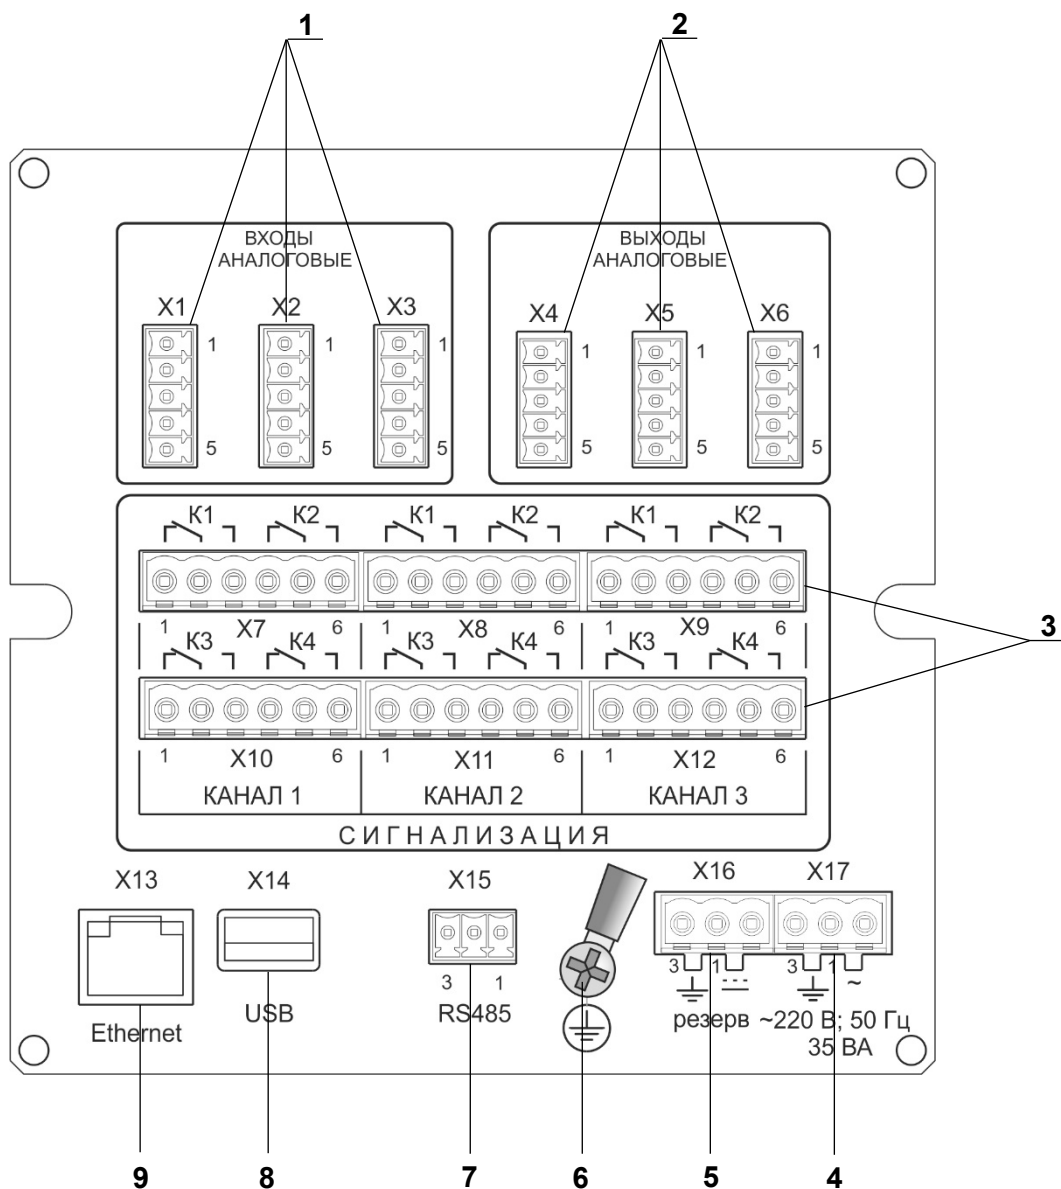 1 2
ВХОДЫ ВЫХОДЫ
АНАЛОГОВЫЕ АНАЛОГОВЫЕ
X1 X2 X3 X4 X5 X6
1 1 1 1 1 1
5 5 5 5 5 5
К1 К2 К1 К2 К1 К2
1 X7 6 1 X8 6 1 X9 6
3
К3 К4 К3 К4 К3 К4
1 X10 6 1 X11 6 1 X12 6
КАНАЛ 1 КАНАЛ 2 КАНАЛ 3
СИГНАЛИЗАЦИЯ
X13 X14 X15 X16 X17
3 1 3 1 3 1 ~
Ethernet USB RS485 резерв ~220 В; 50 Гц
35 ВА
9 8 7 6 5 4